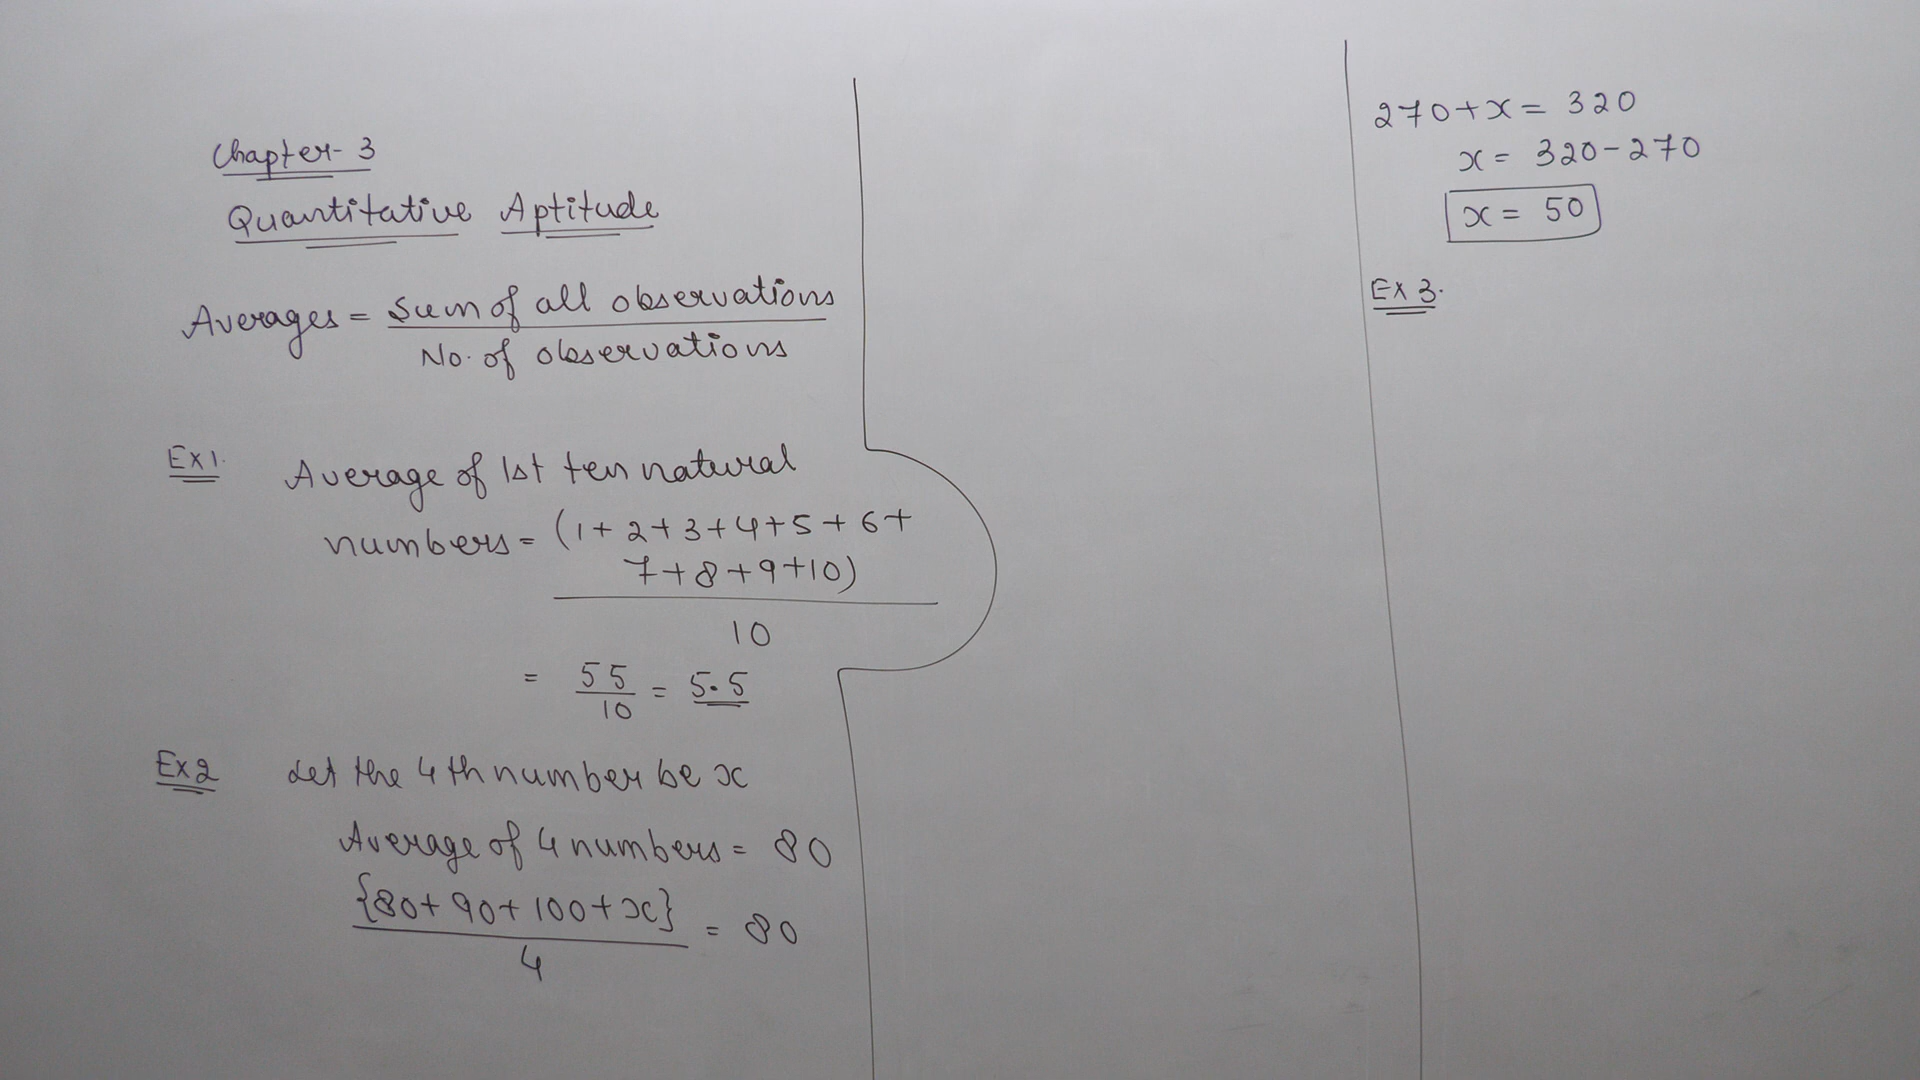 Chapter- 3
Quantitative Aptitude
Averages = Sum of all observations
No. of observations
Ex1. Average of 1st ten natural
numbers = (1+2+3+4+5+6+
7+8+9+10)
10
= 55/10 = 5.5
Ex2 Let the 4th number be x
Average of 4 numbers = 80
{80+90+100+x} = 80
4
270+x = 320
x = 320-270
x = 50
Ex 3.